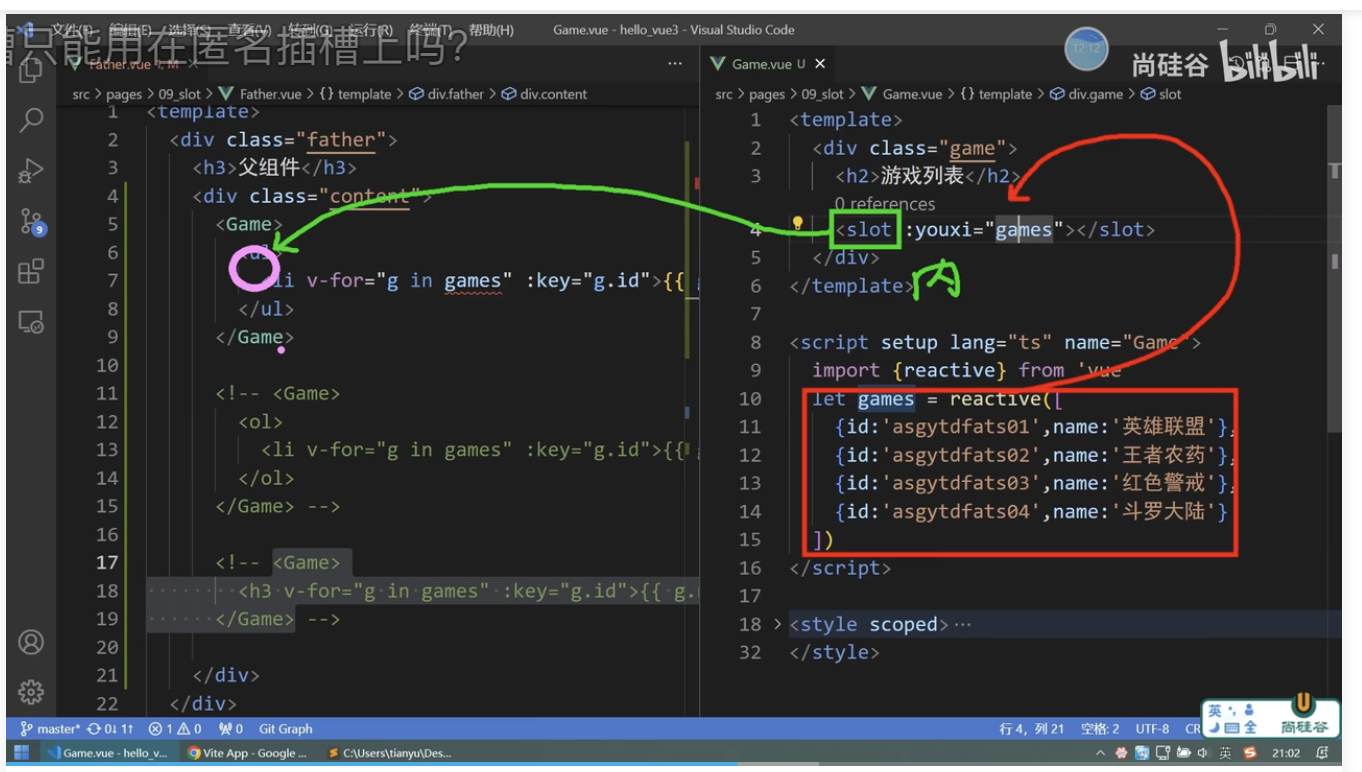 文件(F) 编辑(E) 选择(S) 查看(V) 转到(G) 运行(R) 终端(T) 帮助(H)
Game.vue - hello_vue3 - Visual Studio Code
只能用在匿名插槽上吗?
12:12
尚硅谷 bilibili
Father.vue
Game.vue U
src > pages > 09_slot > Father.vue > {} template > div.father > div.content
1 <template>
2 <div class="father">
3 <h3>父组件</h3>
4 <div class="content">
5 <Game>
6 <ul>
7 <li v-for="g in games" :key="g.id">{{
8 </ul>
9 </Game>
10
11 <!-- <Game>
12 <ol>
13 <li v-for="g in games" :key="g.id">{{
14 </ol>
15 </Game> -->
16
17 <!-- <Game>
18 <h3 v-for="g in games" :key="g.id">{{ g.
19 </Game> -->
20
21 </div>
22 </div>
src > pages > 09_slot > Game.vue > {} template > div.game > slot
1 <template>
2 <div class="game">
3 <h2>游戏列表</h2>
0 references
4 <slot :youxi="games"></slot>
5 </div>
6 </template>
内
7
8 <script setup lang="ts" name="Game">
9 import {reactive} from 'vue'
10 let games = reactive([
11 {id:'asgytdfats01',name:'英雄联盟'},
12 {id:'asgytdfats02',name:'王者农药'},
13 {id:'asgytdfats03',name:'红色警戒'},
14 {id:'asgytdfats04',name:'斗罗大陆'}
15 ])
16 </script>
17
18 <style scoped>…
32 </style>
9
master* 0↓ 1↑ 1 0 0 Git Graph
行 4，列 21 空格: 2 UTF-8 CR
英 全 尚硅谷
Game.vue - hello_v... Vite App - Google ... C:\Users\tianyu\Des...
英 21:02